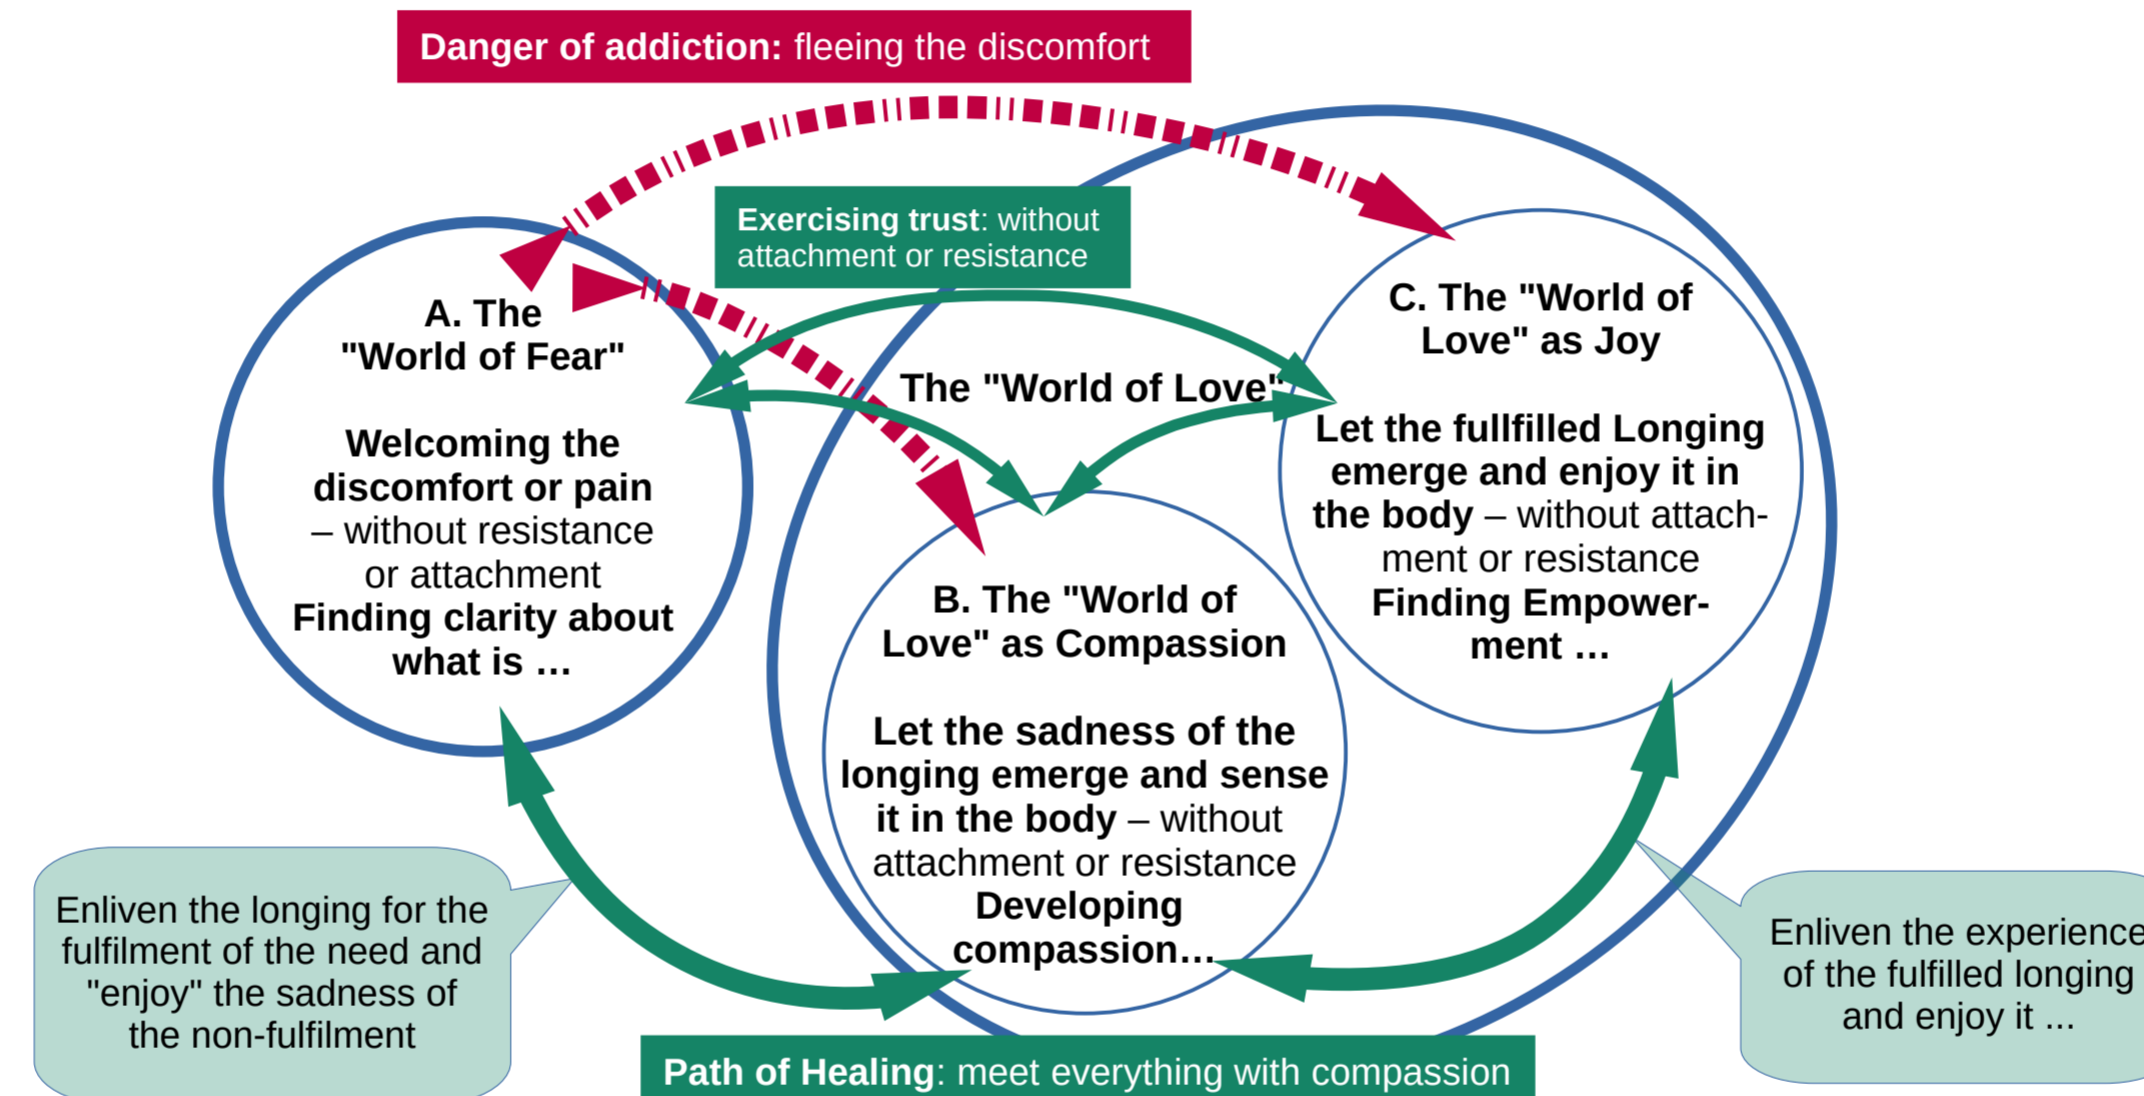 Danger of addiction: fleeing the discomfort
Exercising trust: without
attachment or resistance
A. The
"World of Fear"
Welcoming the
discomfort or pain
– without resistance
or attachment
Finding clarity about
what is …
The "World of Love"
C. The "World of
Love" as Joy
Let the fullfilled Longing
emerge and enjoy it in
the body – without attach-
ment or resistance
Finding Empower-
ment …
B. The "World of
Love" as Compassion
Let the sadness of the
longing emerge and sense
it in the body – without
attachment or resistance
Developing
compassion…
Enliven the longing for the
fulfilment of the need and
"enjoy" the sadness of
the non-fulfilment
Enliven the experience
of the fulfilled longing
and enjoy it ...
Path of Healing: meet everything with compassion